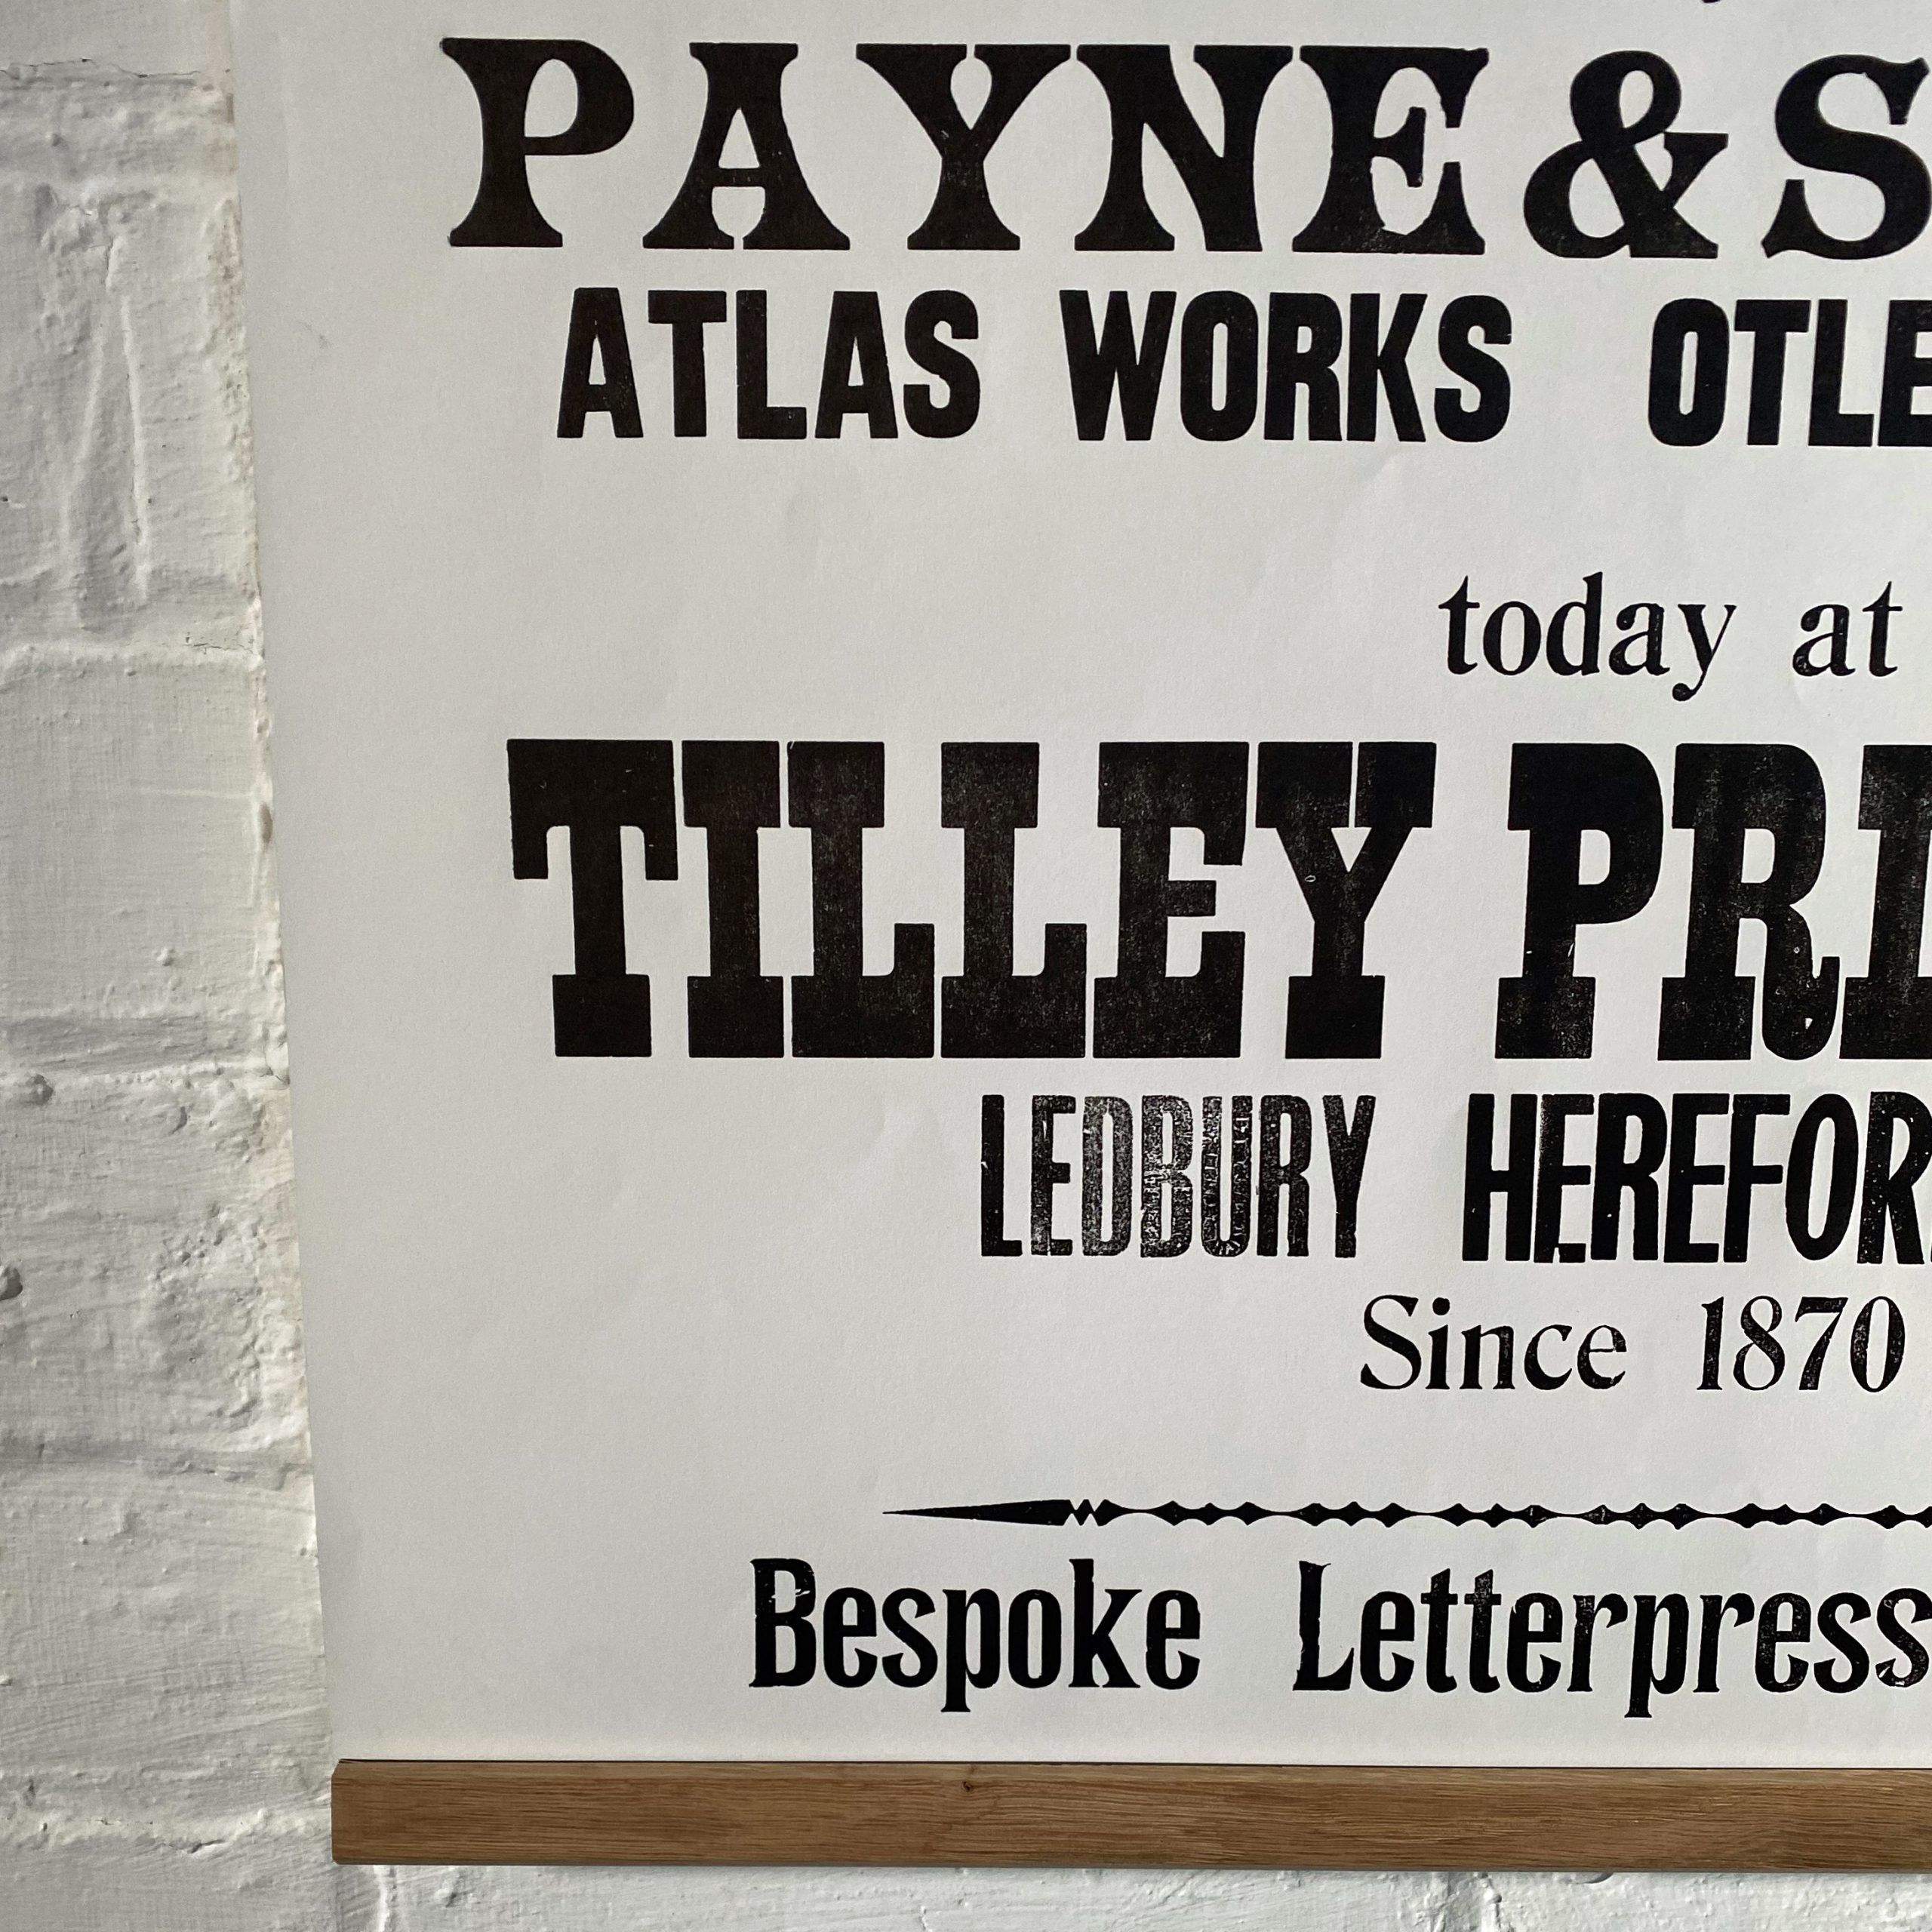 PAYNE & S
ATLAS WORKS OTLE
today at
TILLEY PRI
LEDBURY HEREFOR
Since 1870
Bespoke Letterpress